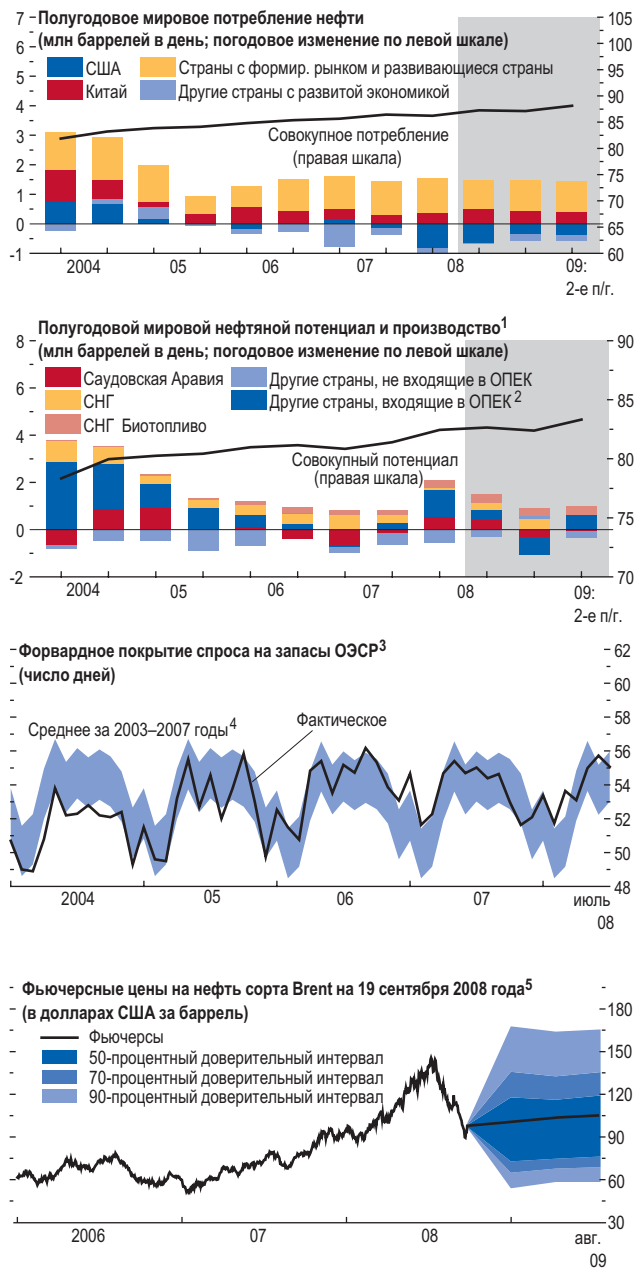 Полугодовое мировое потребление нефти
(млн баррелей в день; погодовое изменение по левой шкале)
США
Страны с формир. рынком и развивающиеся страны
Китай
Другие страны с развитой экономикой
Совокупное потребление
(правая шкала)
7
6
5
4
3
2
1
0
-1
105
100
95
90
85
80
75
70
65
60
2004
05
06
07
08
09:
2-е п/г.
Полугодовой мировой нефтяной потенциал и производство1
(млн баррелей в день; погодовое изменение по левой шкале)
Саудовская Аравия
Другие страны, не входящие в ОПЕК
СНГ
Другие страны, входящие в ОПЕК2
СНГ Биотопливо
Совокупный потенциал
(правая шкала)
8
6
4
2
0
-2
90
85
80
75
70
2004
05
06
07
08
09:
2-е п/г.
Форвардное покрытие спроса на запасы ОЭСР3
(число дней)
Среднее за 2003–2007 годы4
Фактическое
62
60
58
56
54
52
50
48
2004
05
06
07
июль
08
Фьючерсные цены на нефть сорта Brent на 19 сентября 2008 года5
(в долларах США за баррель)
Фьючерсы
50-процентный доверительный интервал
70-процентный доверительный интервал
90-процентный доверительный интервал
180
150
120
90
60
30
2006
07
08
авг.
09